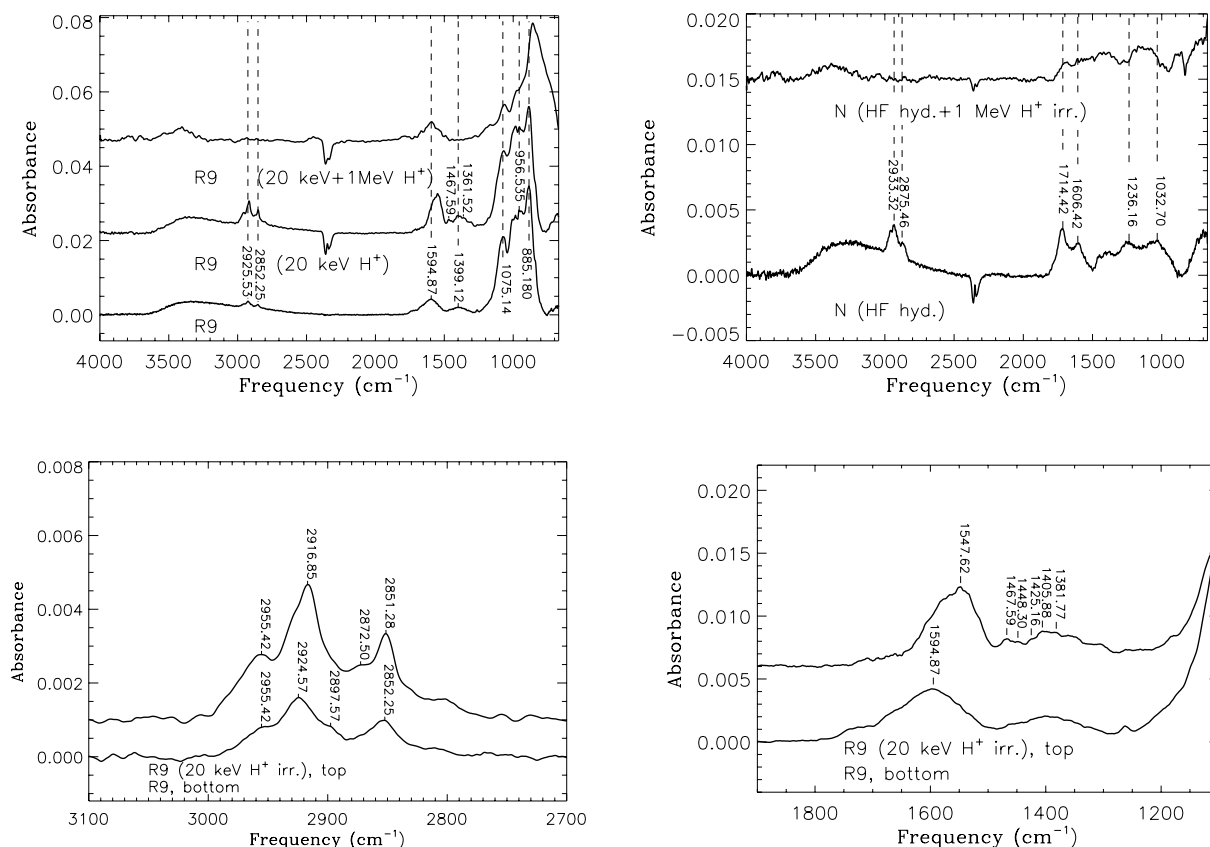 0.08
0.06
0.04
0.02
0.00
Absorbance
R9 (20 keV+1MeV H⁺)
R9 (20 keV H⁺)
R9
2925.53
2852.25
1594.87
1467.59
1399.12
1361.52
1075.14
956.535
885.180
4000 3500 3000 2500 2000 1500 1000
Frequency (cm⁻¹)
0.020
0.015
0.010
0.005
0.000
−0.005
Absorbance
N (HF hyd.+1 MeV H⁺ irr.)
N (HF hyd.)
2933.32
2875.46
1714.42
1606.42
1236.16
1032.70
4000 3500 3000 2500 2000 1500 1000
Frequency (cm⁻¹)
0.008
0.006
0.004
0.002
0.000
Absorbance
2955.42
2916.85
2872.50
2851.28
2955.42
2924.57
2897.57
2852.25
R9 (20 keV H⁺ irr.), top
R9, bottom
3100 3000 2900 2800 2700
Frequency (cm⁻¹)
0.020
0.015
0.010
0.005
0.000
Absorbance
1547.62
1467.59
1448.30
1425.16
1405.88
1381.77
1594.87
R9 (20 keV H⁺ irr.), top
R9, bottom
1800 1600 1400 1200
Frequency (cm⁻¹)